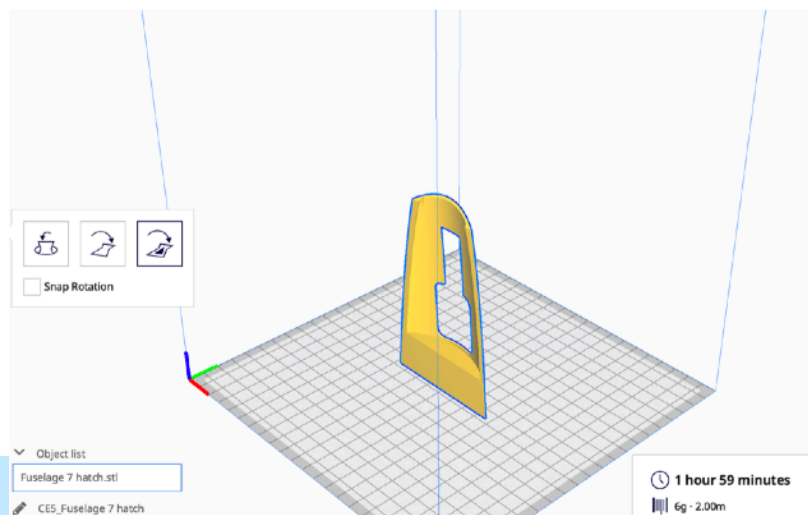 Snap Rotation
Object list
Fuselage 7 hatch.stl
CE5_Fuselage 7 hatch
1 hour 59 minutes
6g · 2.00m